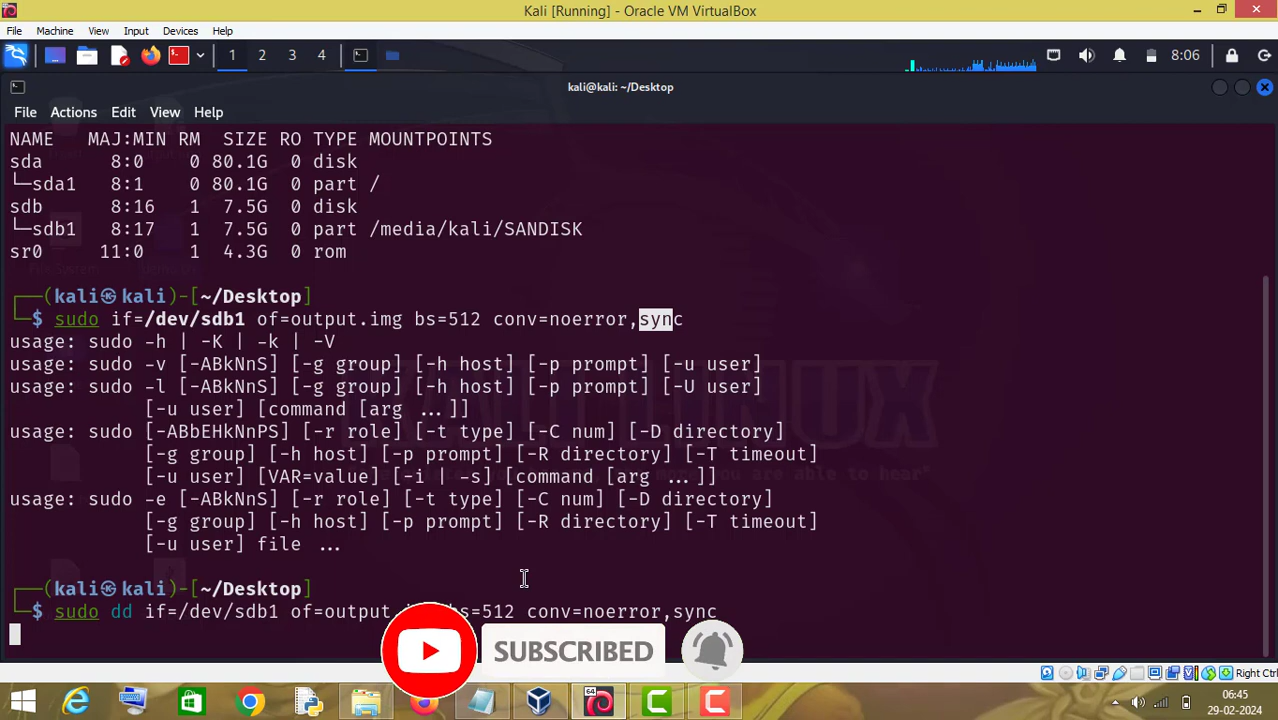 Kali [Running] - Oracle VM VirtualBox
File Machine View Input Devices Help
1 2 3 4 8:06
kali@kali: ~/Desktop
File Actions Edit View Help
NAME MAJ:MIN RM SIZE RO TYPE MOUNTPOINTS
sda 8:0 0 80.1G 0 disk
└─sda1 8:1 0 80.1G 0 part /
sdb 8:16 1 7.5G 0 disk
└─sdb1 8:17 1 7.5G 0 part /media/kali/SANDISK
sr0 11:0 1 4.3G 0 rom
┌──(kali㉿kali)-[~/Desktop]
└─$ sudo if=/dev/sdb1 of=output.img bs=512 conv=noerror,sync
usage: sudo -h | -K | -k | -V
usage: sudo -v [-ABkNnS] [-g group] [-h host] [-p prompt] [-u user]
usage: sudo -l [-ABkNnS] [-g group] [-h host] [-p prompt] [-U user]
[-u user] [command [arg ...]]
usage: sudo [-ABbEHkNnPS] [-r role] [-t type] [-C num] [-D directory]
[-g group] [-h host] [-p prompt] [-R directory] [-T timeout]
[-u user] [VAR=value] [-i | -s] [command [arg ...]]
usage: sudo -e [-ABkNnS] [-r role] [-t type] [-C num] [-D directory]
[-g group] [-h host] [-p prompt] [-R directory] [-T timeout]
[-u user] file ...
┌──(kali㉿kali)-[~/Desktop]
└─$ sudo dd if=/dev/sdb1 of=output. bs=512 conv=noerror,sync
SUBSCRIBED
Right Ctrl
64
06:45
29-02-2024